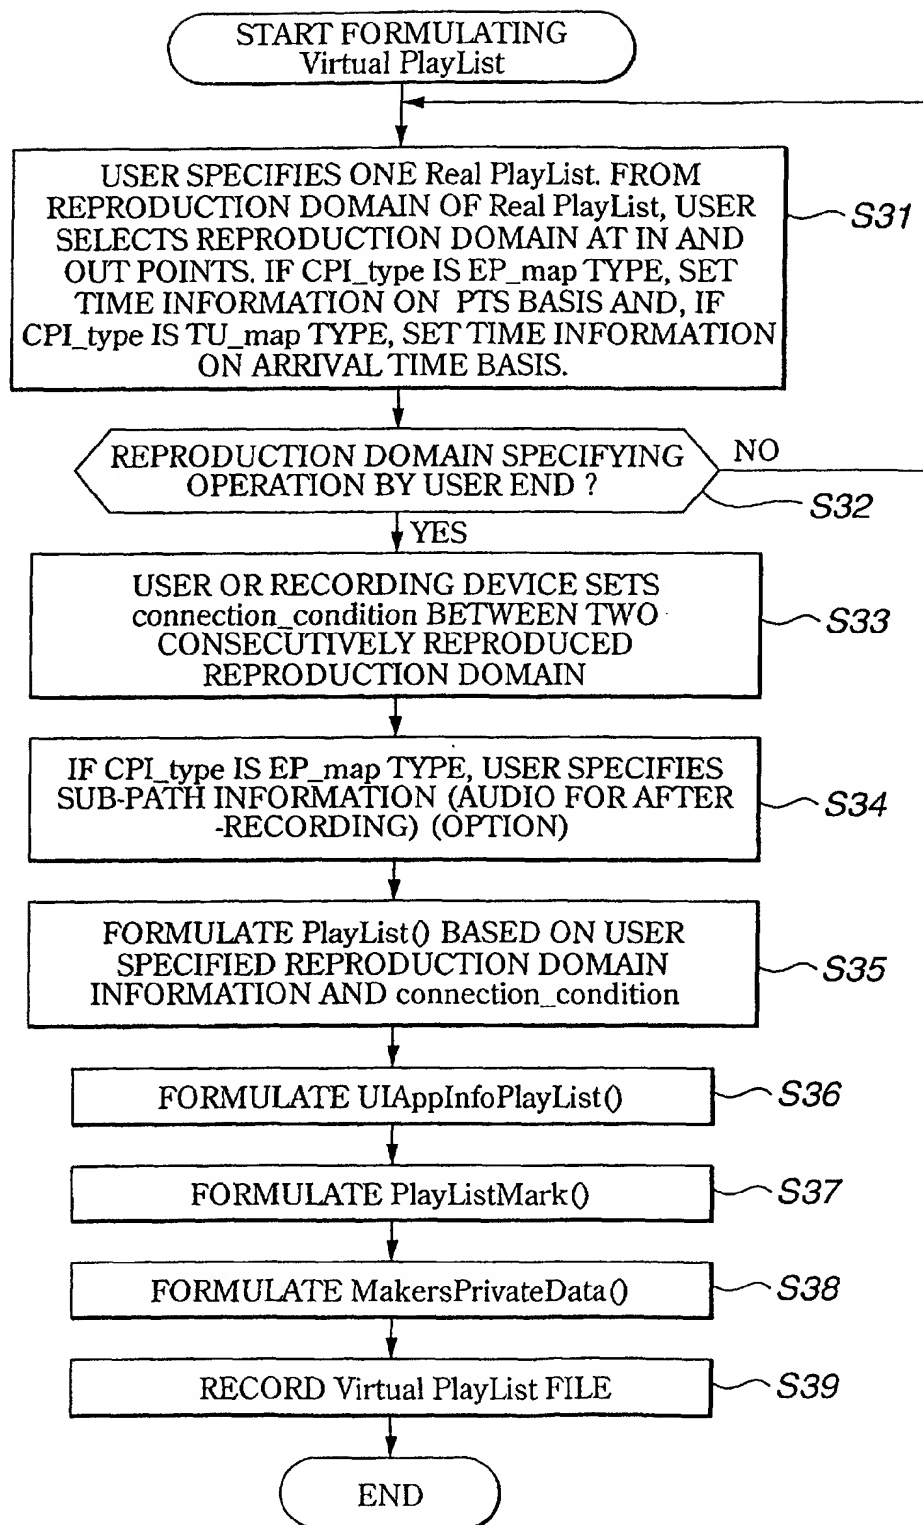 START FORMULATING
Virtual PlayList
USER SPECIFIES ONE Real PlayList. FROM
REPRODUCTION DOMAIN OF Real PlayList, USER
SELECTS REPRODUCTION DOMAIN AT IN AND
OUT POINTS. IF CPI_type IS EP_map TYPE, SET
TIME INFORMATION ON PTS BASIS AND, IF
CPI_type IS TU_map TYPE, SET TIME INFORMATION
ON ARRIVAL TIME BASIS.
S31
REPRODUCTION DOMAIN SPECIFYING
OPERATION BY USER END ?
NO
S32
YES
USER OR RECORDING DEVICE SETS
connection_condition BETWEEN TWO
CONSECUTIVELY REPRODUCED
REPRODUCTION DOMAIN
S33
IF CPI_type IS EP_map TYPE, USER SPECIFIES
SUB-PATH INFORMATION (AUDIO FOR AFTER
-RECORDING) (OPTION)
S34
FORMULATE PlayList() BASED ON USER
SPECIFIED REPRODUCTION DOMAIN
INFORMATION AND connection_condition
S35
FORMULATE UIAppInfoPlayList()
S36
FORMULATE PlayListMark()
S37
FORMULATE MakersPrivateData()
S38
RECORD Virtual PlayList FILE
S39
END